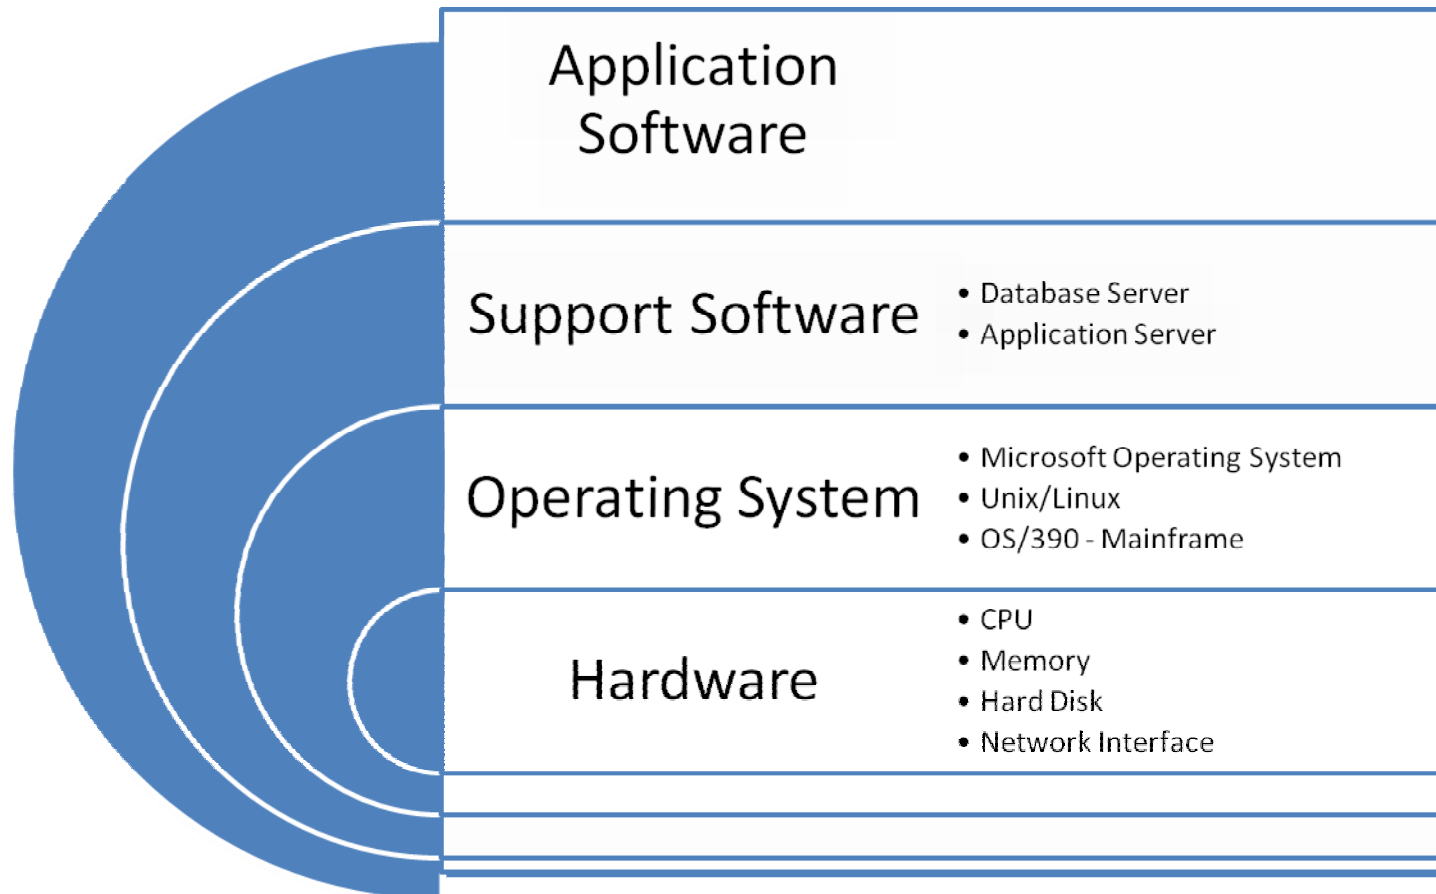 Application
Software
Support Software
• Database Server
• Application Server
Operating System
• Microsoft Operating System
• Unix/Linux
• OS/390 - Mainframe
Hardware
• CPU
• Memory
• Hard Disk
• Network Interface